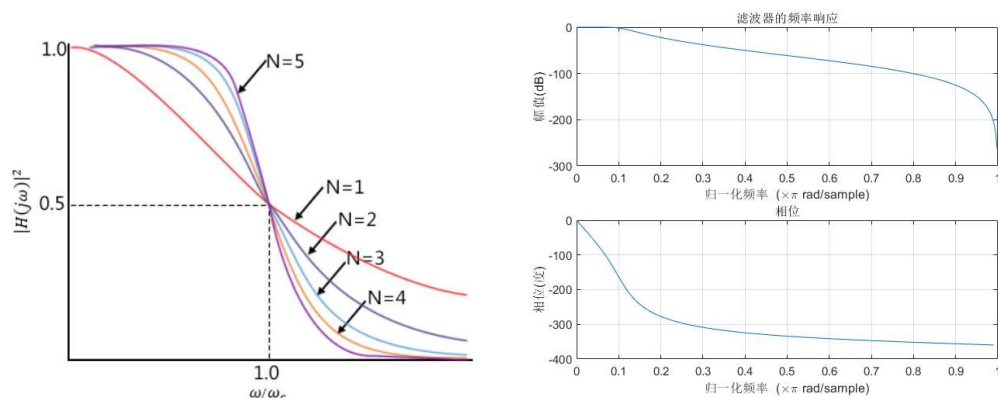 1.0
0.5
|H(jω)|²
N=5
N=1
N=2
N=3
N=4
1.0
ω/ω꜀
滤波器的频率响应
幅值(dB)
0
-100
-200
-300
0 0.1 0.2 0.3 0.4 0.5 0.6 0.7 0.8 0.9 1
归一化频率 (×π rad/sample)
相位
相位(度)
0
-100
-200
-300
-400
0 0.1 0.2 0.3 0.4 0.5 0.6 0.7 0.8 0.9 1
归一化频率 (×π rad/sample)